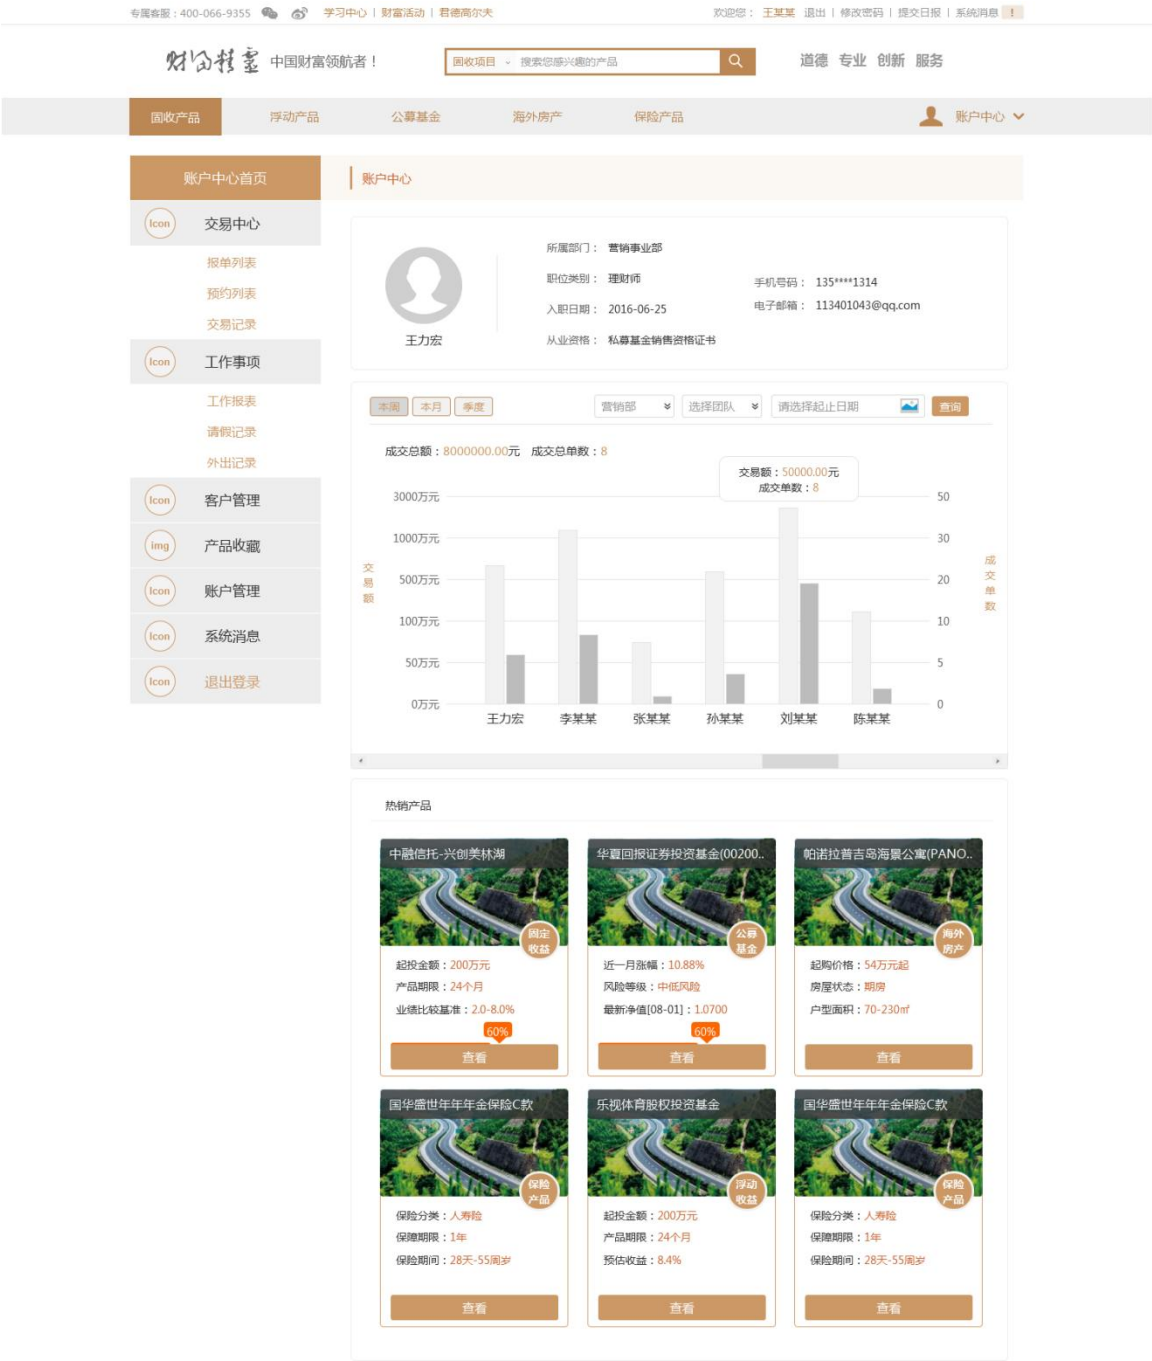 专属客服：400-066-9355 学习中心 | 财富活动 | 君德高尔夫 欢迎您： 王某某 退出 | 修改密码 | 提交日报 | 系统消息 !
中国财富领航者！ 固收项目 搜索您感兴趣的产品 道德 专业 创新 服务
固收产品 浮动产品 公募基金 海外房产 保险产品 账户中心
账户中心首页
Icon 交易中心
报单列表
预约列表
交易记录
Icon 工作事项
工作报表
请假记录
外出记录
Icon 客户管理
img 产品收藏
Icon 账户管理
Icon 系统消息
Icon 退出登录
账户中心
王力宏
所属部门： 营销事业部
职位类别： 理财师
入职日期： 2016-06-25
从业资格： 私募基金销售资格证书
手机号码： 135****1314
电子邮箱： 113401043@qq.com
本周 本月 季度 营销部 选择团队 请选择起止日期 查询
成交总额：8000000.00元 成交总单数：8
交易额：50000.00元
成交单数：8
3000万元 50
1000万元 30
500万元 20
100万元 10
50万元 5
0万元 0
交易额
成交单数
王力宏 李某某 张某某 孙某某 刘某某 陈某某
热销产品
中融信托-兴创美林湖
固定
收益
起投金额：200万元
产品期限：24个月
业绩比较基准：2.0-8.0%
60%
查看
华夏回报证券投资基金(00200..
公募
基金
近一月涨幅：10.88%
风险等级：中低风险
最新净值[08-01]：1.0700
60%
查看
帕诺拉普吉岛海景公寓(PANO..
海外
房产
起购价格：54万元起
房屋状态：期房
户型面积：70-230㎡
查看
国华盛世年年年金保险C款
保险
产品
保险分类：人寿险
保障期限：1年
保险期间：28天-55周岁
查看
乐视体育股权投资基金
浮动
收益
起投金额：200万元
产品期限：24个月
预估收益：8.4%
查看
国华盛世年年年金保险C款
保险
产品
保险分类：人寿险
保障期限：1年
保险期间：28天-55周岁
查看